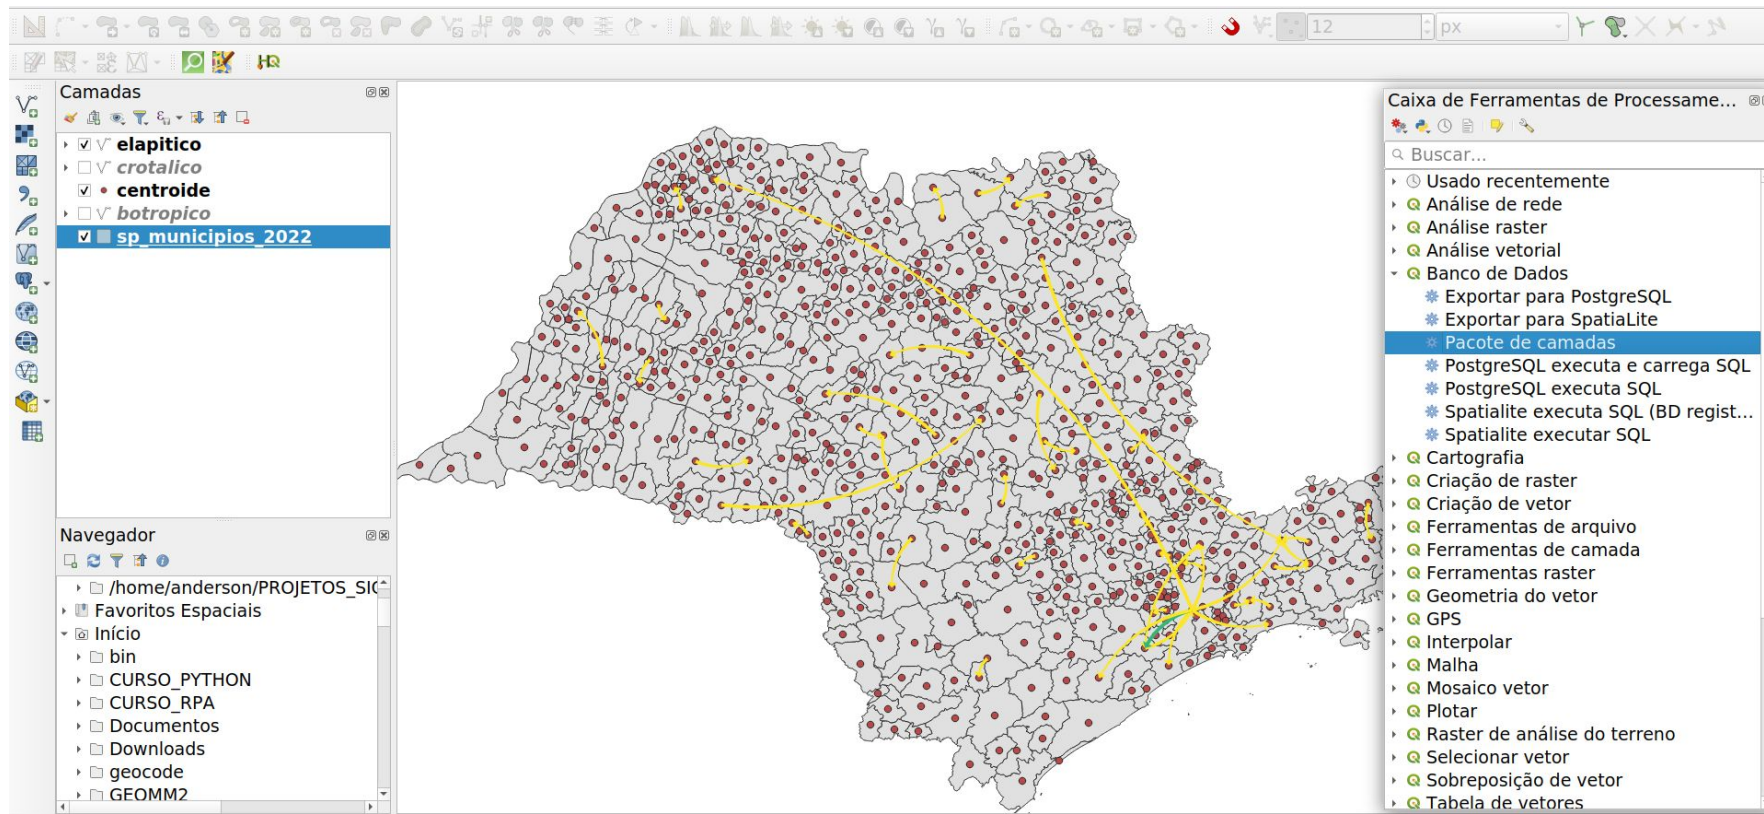 12
px
Camadas
elapitico
crotalico
centroide
botropico
sp_municipios_2022
Navegador
/home/anderson/PROJETOS_SIG
Favoritos Espaciais
Início
bin
CURSO_PYTHON
CURSO_RPA
Documentos
Downloads
geocode
GEOMM2
Caixa de Ferramentas de Processame...
Buscar...
Usado recentemente
Análise de rede
Análise raster
Análise vetorial
Banco de Dados
Exportar para PostgreSQL
Exportar para SpatiaLite
Pacote de camadas
PostgreSQL executa e carrega SQL
PostgreSQL executa SQL
Spatialite executa SQL (BD regist...
Spatialite executar SQL
Cartografia
Criação de raster
Criação de vetor
Ferramentas de arquivo
Ferramentas de camada
Ferramentas raster
Geometria do vetor
GPS
Interpolar
Malha
Mosaico vetor
Plotar
Raster de análise do terreno
Selecionar vetor
Sobreposição de vetor
Tabela de vetores